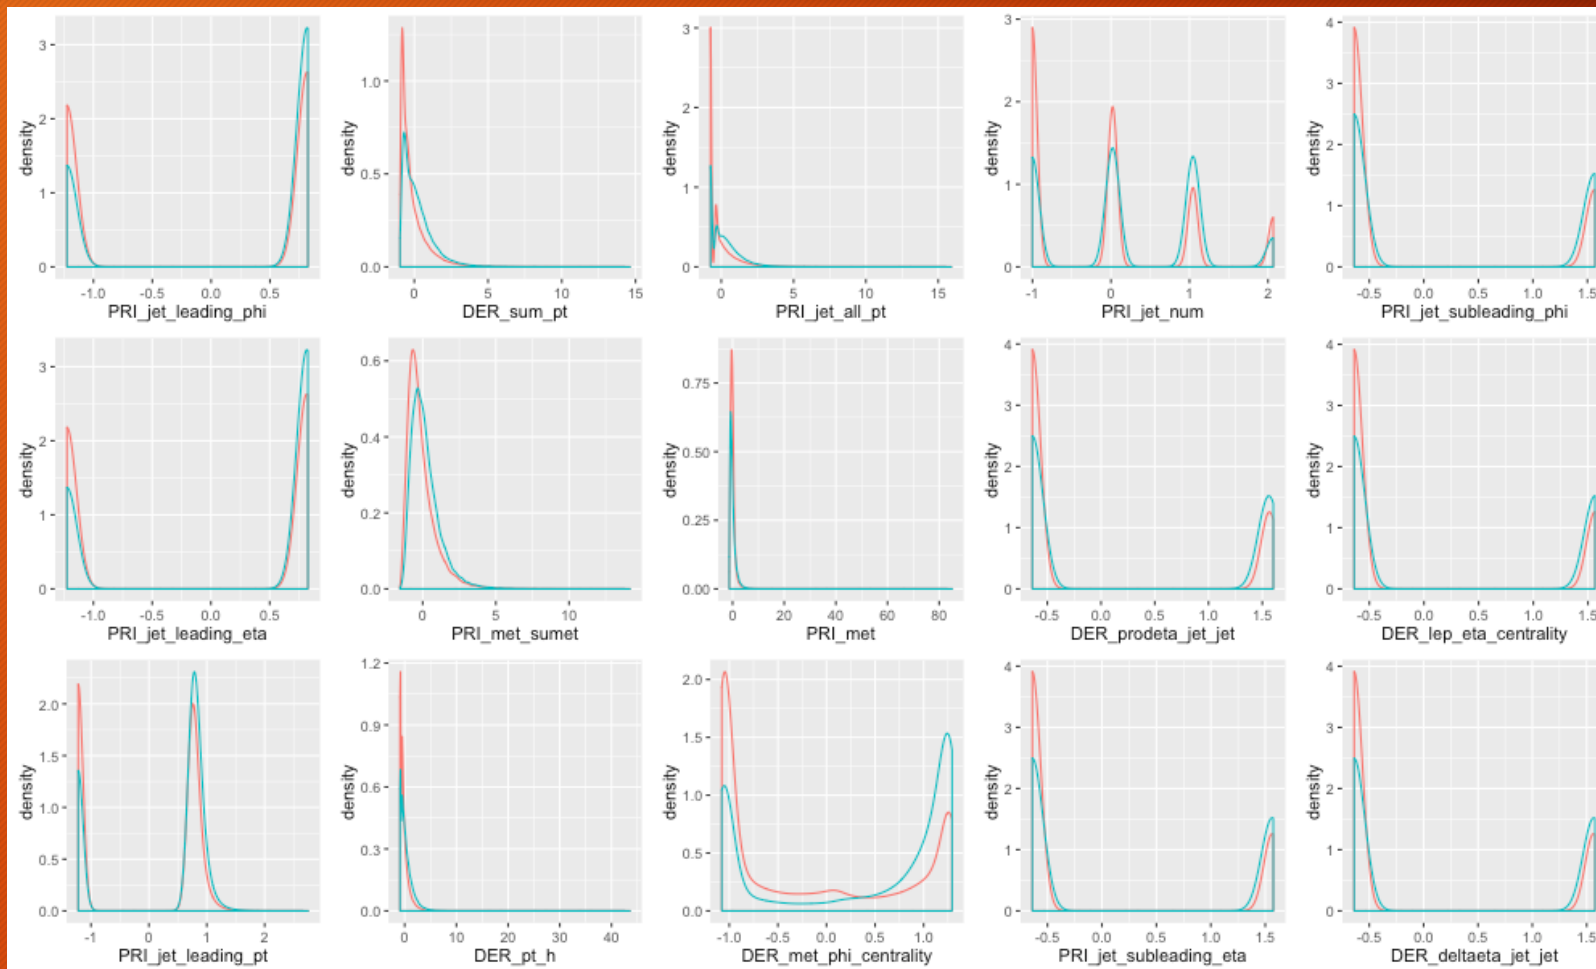 density 3 2 1 0 -1.0 -0.5 0.0 0.5 PRI_jet_leading_phi
density 1.0 0.5 0.0 0 5 10 15 DER_sum_pt
density 3 2 1 0 0 5 10 15 PRI_jet_all_pt
density 3 2 1 0 -1 0 1 2 PRI_jet_num
density 4 3 2 1 0 -0.5 0.0 0.5 1.0 1.5 PRI_jet_subleading_phi
density 3 2 1 0 -1.0 -0.5 0.0 0.5 PRI_jet_leading_eta
density 0.6 0.4 0.2 0.0 0 5 10 PRI_met_sumet
density 0.75 0.50 0.25 0.00 0 20 40 60 80 PRI_met
density 4 3 2 1 0 -0.5 0.0 0.5 1.0 1.5 DER_prodeta_jet_jet
density 4 3 2 1 0 -0.5 0.0 0.5 1.0 1.5 DER_lep_eta_centrality
density 2.0 1.5 1.0 0.5 0.0 -1 0 1 2 PRI_jet_leading_pt
density 1.2 0.9 0.6 0.3 0.0 0 10 20 30 40 DER_pt_h
density 2.0 1.5 1.0 0.5 0.0 -1.0 -0.5 0.0 0.5 1.0 DER_met_phi_centrality
density 4 3 2 1 0 -0.5 0.0 0.5 1.0 1.5 PRI_jet_subleading_eta
density 4 3 2 1 0 -0.5 0.0 0.5 1.0 1.5 DER_deltaeta_jet_jet